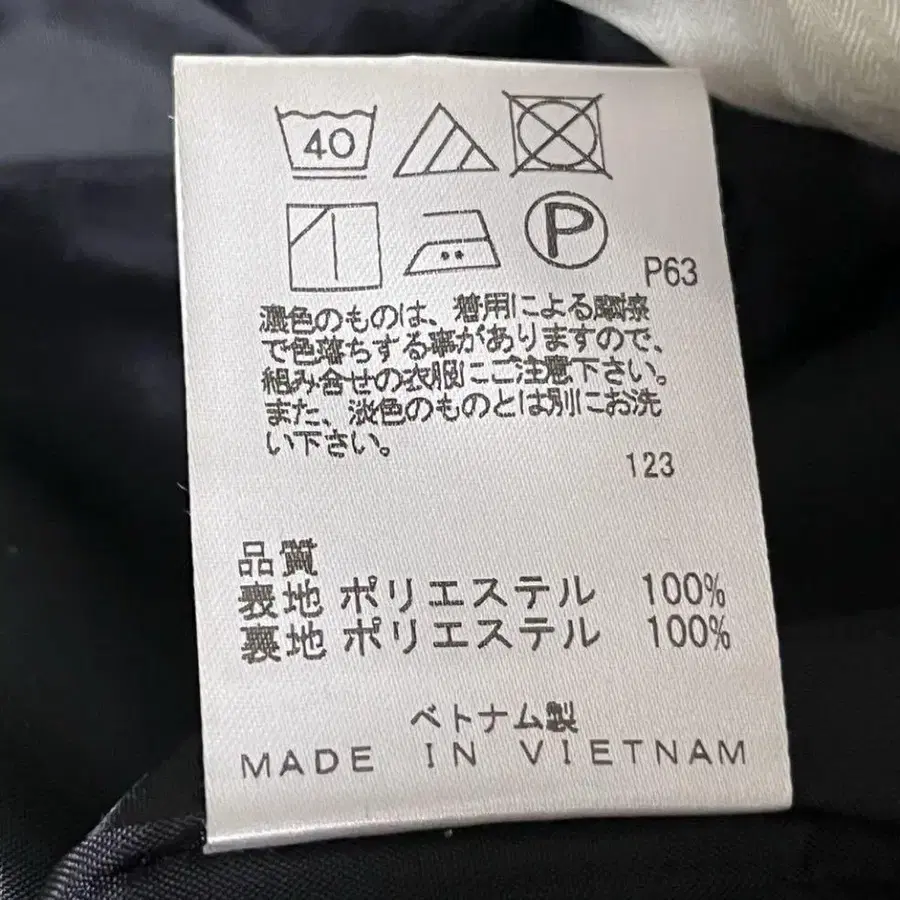 40
P
P63
濃色のものは、着用による摩擦
で色落ちする事がありますので、
組み合せの衣服にご注意下さい。
また、淡色のものとは別にお洗
い下さい。
123
品質
表地 ポリエステル 100%
裏地 ポリエステル 100%
ベトナム製
MADE IN VIETNAM